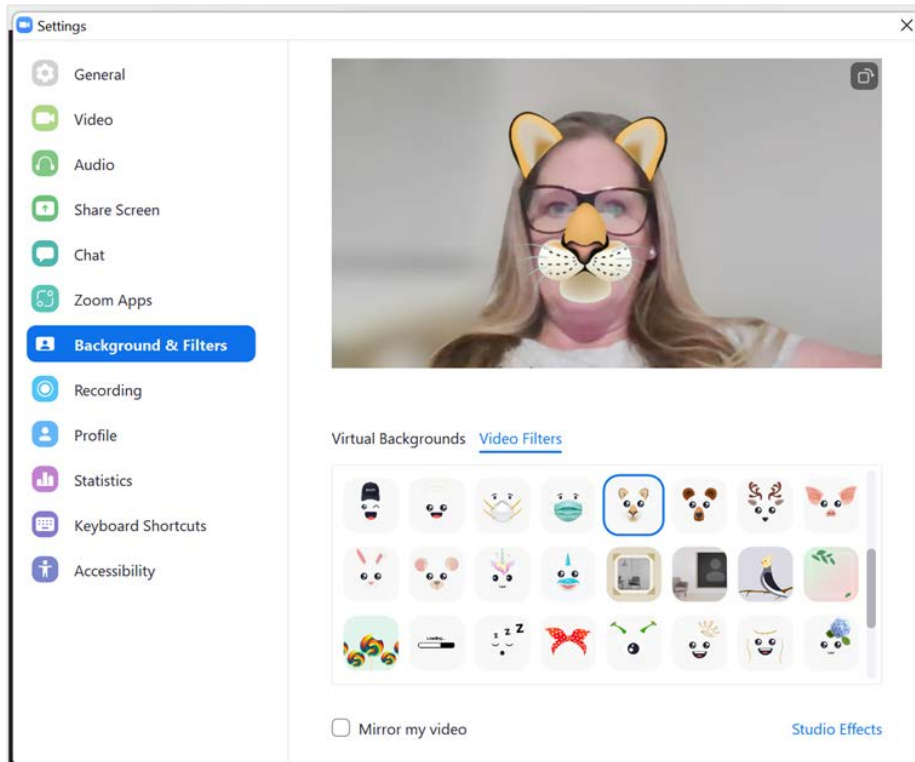 Settings
General
Video
Audio
Share Screen
Chat
Zoom Apps
Background & Filters
Recording
Profile
Statistics
Keyboard Shortcuts
Accessibility
Virtual Backgrounds Video Filters
Loading...
z z Z
Mirror my video
Studio Effects